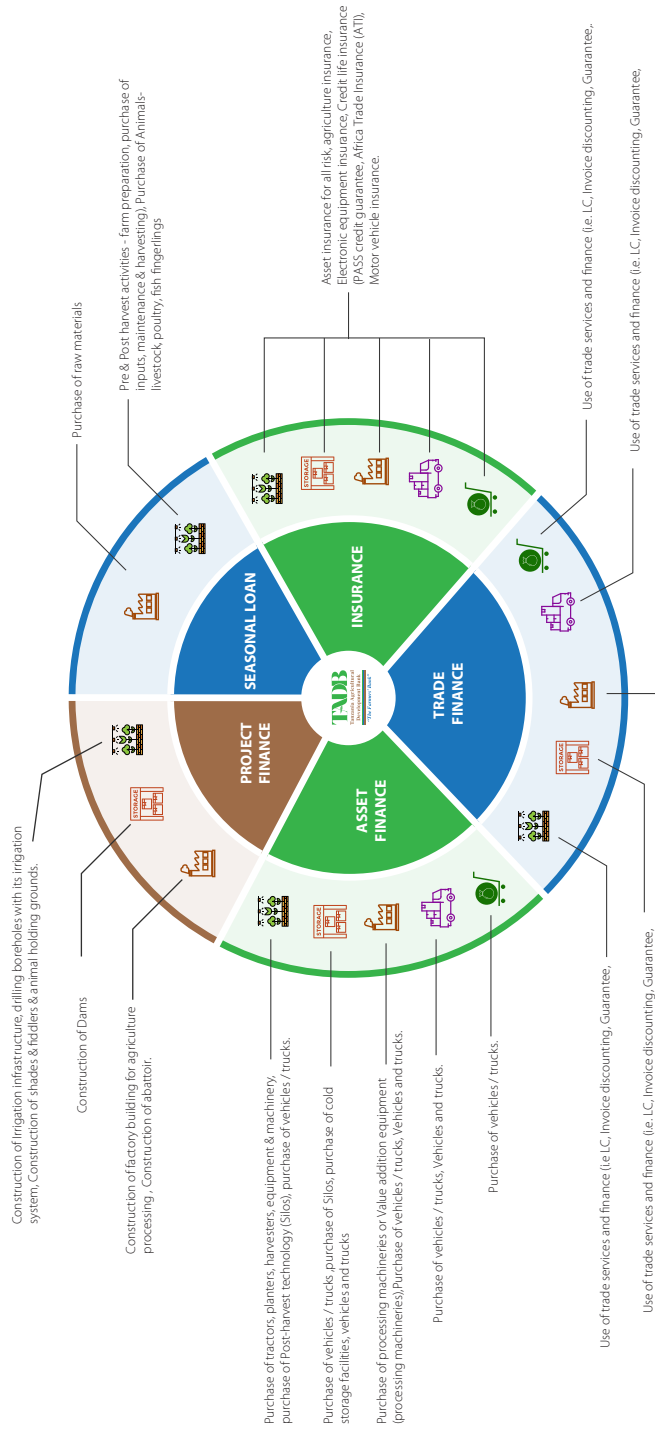 Construction of Irrigation infrastructure, drilling boreholes with its irrigation
system, Construction of shades & fiddlers & animal holding grounds.
Construction of Dams
Construction of factory building for agriculture
processing , Construction of abattoir.
Purchase of raw materials
Pre & Post harvest activities - farm preparation, purchase of
inputs, maintenance & harvesting), Purchase of Animals-
livestock, poultry, fish fingerlings
STORAGE
PROJECT
FINANCE
SEASONAL LOAN
Purchase of tractors, planters, harvesters, equipment & machinery,
purchase of Post-harvest technology (Silos), purchase of vehicles / trucks.
Purchase of vehicles / trucks ,purchase of Silos, purchase of cold
storage facilities, vehicles and trucks
Purchase of processing machineries or Value addition equipment
(processing machineries),Purchase of vehicles / trucks, Vehicles and trucks.
Purchase of vehicles / trucks, Vehicles and trucks.
Purchase of vehicles / trucks.
STORAGE
ASSET
FINANCE
TADB
Tanzania Agricultural
Development Bank
"The Farmers' Bank"
INSURANCE
STORAGE
Asset insurance for all risk, agriculture insurance,
Electronic equipment insurance, Credit life insurance
(PASS credit guarantee, Africa Trade Insurance (ATI),
Motor vehicle insurance.
TRADE
FINANCE
STORAGE
Use of trade services and finance (i.e. LC, Invoice discounting, Guarantee,
Use of trade services and finance (i.e. LC, Invoice discounting, Guarantee,.
Use of trade services and finance (i.e. LC, Invoice discounting, Guarantee,
Use of trade services and finance (i.e. LC, Invoice discounting, Guarantee,